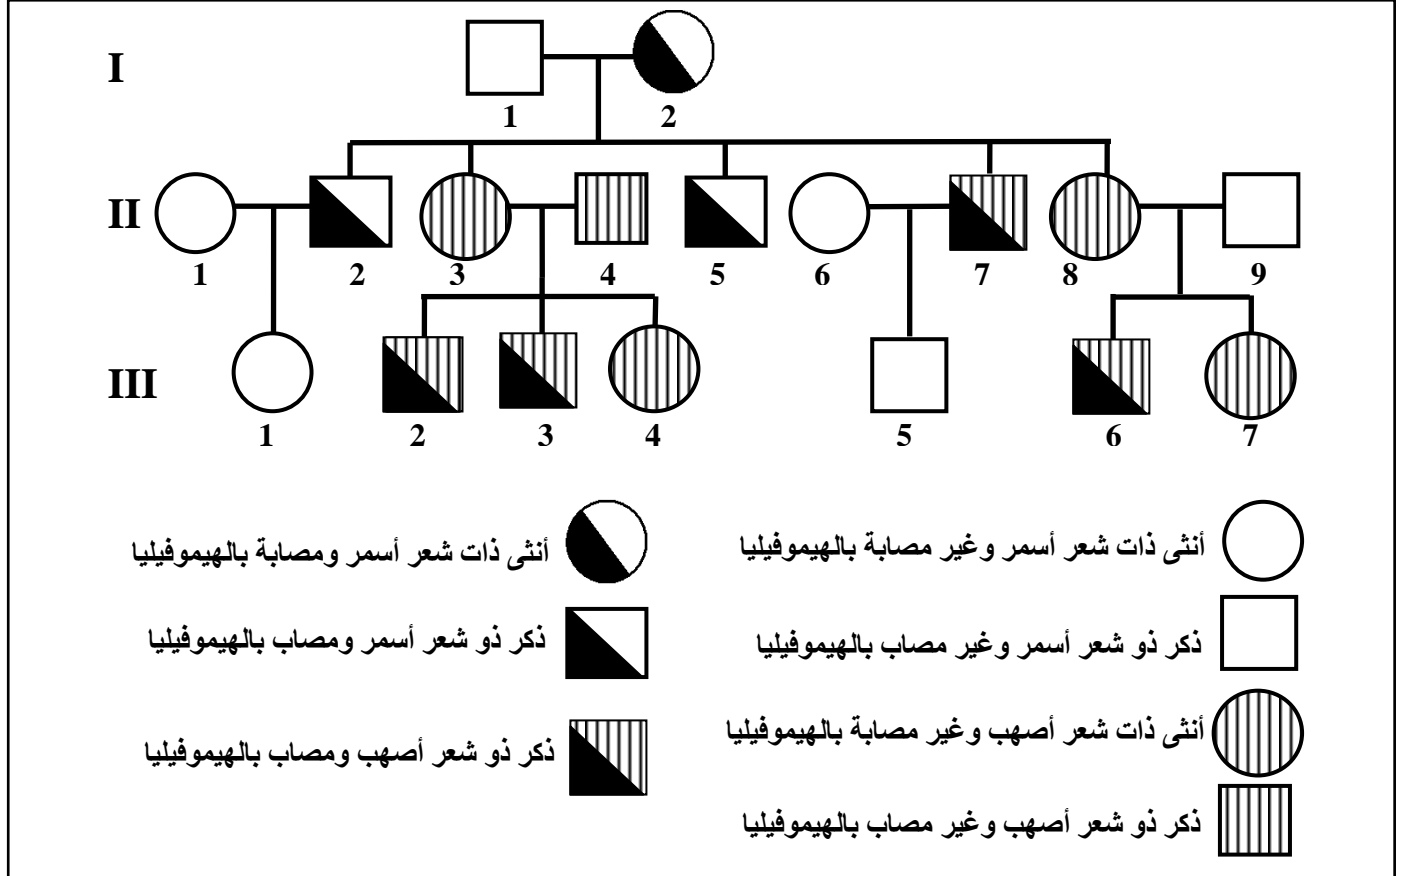 I
1 2
II
1 2 3 4 5 6 7 8 9
III
1 2 3 4 5 6 7
أنثى ذات شعر أسمر وغير مصابة بالهيموفيليا
أنثى ذات شعر أسمر ومصابة بالهيموفيليا
ذكر ذو شعر أسمر وغير مصاب بالهيموفيليا
ذكر ذو شعر أسمر ومصاب بالهيموفيليا
أنثى ذات شعر أصهب وغير مصابة بالهيموفيليا
ذكر ذو شعر أصهب ومصاب بالهيموفيليا
ذكر ذو شعر أصهب وغير مصاب بالهيموفيليا